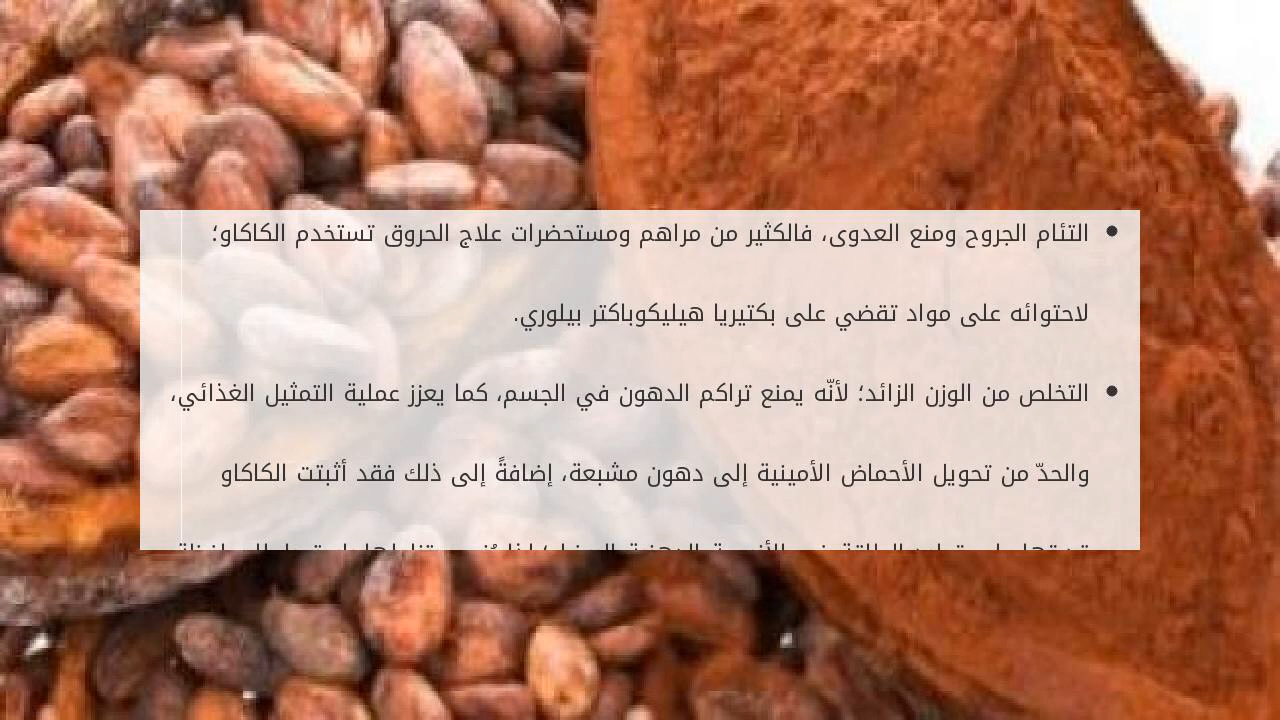 • التئام الجروح ومنع العدوى، فالكثير من مراهم ومستحضرات علاج الحروق تستخدم الكاكاو؛
لاحتوائه على مواد تقضي على بكتيريا هيليكوباكتر بيلوري.
• التخلص من الوزن الزائد؛ لأنّه يمنع تراكم الدهون في الجسم، كما يعزز عملية التمثيل الغذائي،
والحدّ من تحويل الأحماض الأمينية إلى دهون مشبعة، إضافةً إلى ذلك فقد أثبتت الكاكاو